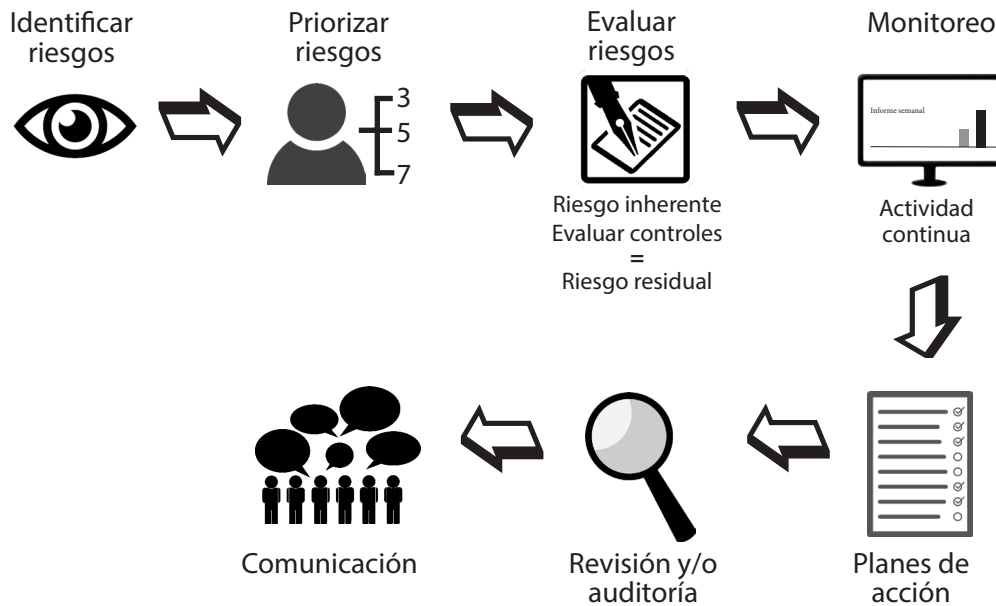 Identificar
riesgos
Priorizar
riesgos
3
5
7
Evaluar
riesgos
Riesgo inherente
Evaluar controles
=
Riesgo residual
Monitoreo
Informe semanal
Actividad
continua
Planes de
acción
Revisión y/o
auditoría
Comunicación